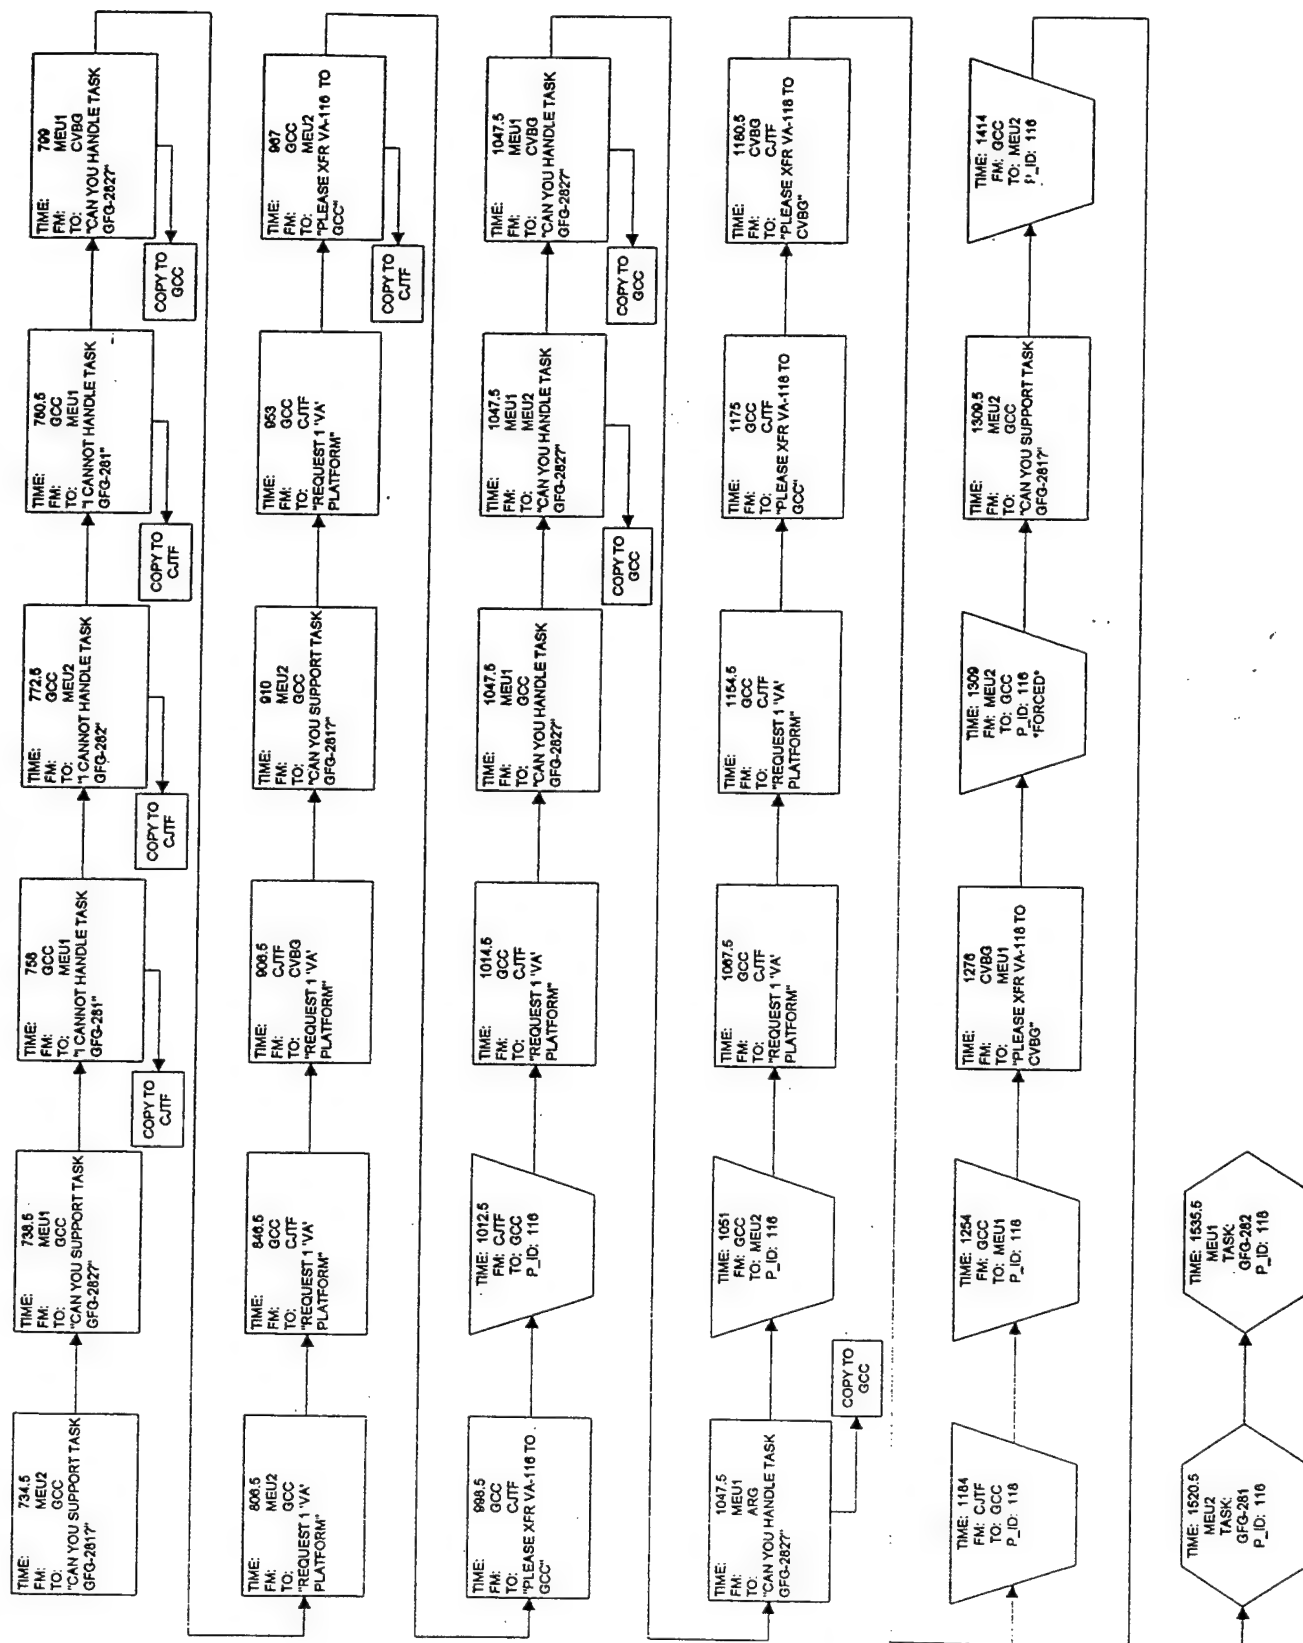 TIME: 734.5
FM: MEU2
TO: GCC
"CAN YOU SUPPORT TASK
GFG-281?"
TIME: 738.5
FM: MEU1
TO: GCC
"CAN YOU SUPPORT TASK
GFG-282?"
TIME: 758
FM: GCC
TO: MEU1
"I CANNOT HANDLE TASK
GFG-281"
COPY TO
CJTF
TIME: 772.5
FM: GCC
TO: MEU2
"I CANNOT HANDLE TASK
GFG-282"
COPY TO
CJTF
TIME: 780.5
FM: GCC
TO: MEU1
"I CANNOT HANDLE TASK
GFG-281"
COPY TO
CJTF
TIME: 799
FM: MEU1
TO: CVBG
"CAN YOU HANDLE TASK
GFG-282?"
COPY TO
GCC
TIME: 806.5
FM: MEU2
TO: GCC
"REQUEST 1 'VA'
PLATFORM"
TIME: 846.5
FM: GCC
TO: CJTF
"REQUEST 1 'VA'
PLATFORM"
TIME: 906.5
FM: CJTF
TO: CVBG
"REQUEST 1 'VA'
PLATFORM"
TIME: 910
FM: MEU2
TO: GCC
"CAN YOU SUPPORT TASK
GFG-281?"
TIME: 953
FM: GCC
TO: CJTF
"REQUEST 1 'VA'
PLATFORM"
TIME: 967
FM: GCC
TO: MEU2
"PLEASE XFR VA-116 TO
GCC"
COPY TO
CJTF
TIME: 998.5
FM: GCC
TO: CJTF
"PLEASE XFR VA-116 TO
GCC"
TIME: 1012.5
FM: CJTF
TO: GCC
P_ID: 116
TIME: 1014.5
FM: GCC
TO: CJTF
"REQUEST 1 'VA'
PLATFORM"
TIME: 1047.5
FM: MEU1
TO: GCC
"CAN YOU HANDLE TASK
GFG-282?"
TIME: 1047.5
FM: MEU1
TO: MEU2
"CAN YOU HANDLE TASK
GFG-282?"
COPY TO
GCC
TIME: 1047.5
FM: MEU1
TO: CVBG
"CAN YOU HANDLE TASK
GFG-282?"
COPY TO
GCC
TIME: 1047.5
FM: MEU1
TO: ARG
"CAN YOU HANDLE TASK
GFG-282?"
COPY TO
GCC
TIME: 1051
FM: GCC
TO: MEU2
P_ID: 116
TIME: 1067.5
FM: GCC
TO: CJTF
"REQUEST 1 'VA'
PLATFORM"
TIME: 1154.5
FM: GCC
TO: CJTF
"REQUEST 1 'VA'
PLATFORM"
TIME: 1175
FM: GCC
TO: CJTF
"PLEASE XFR VA-118 TO
GCC"
TIME: 1180.5
FM: CVBG
TO: CJTF
"PLEASE XFR VA-118 TO
CVBG"
TIME: 1184
FM: CJTF
TO: GCC
P_ID: 118
TIME: 1254
FM: GCC
TO: MEU1
P_ID: 118
TIME: 1276
FM: CVBG
TO: MEU1
"PLEASE XFR VA-118 TO
CVBG"
TIME: 1309
FM: MEU2
TO: GCC
P_ID: 116
*FORCED*
TIME: 1309.5
FM: MEU2
TO: GCC
"CAN YOU SUPPORT TASK
GFG-281?"
TIME: 1414
FM: GCC
TO: MEU2
P_ID: 116
TIME: 1520.5
MEU2
TASK:
GFG-281
P_ID: 116
TIME: 1535.5
MEU1
TASK:
GFG-282
P_ID: 118